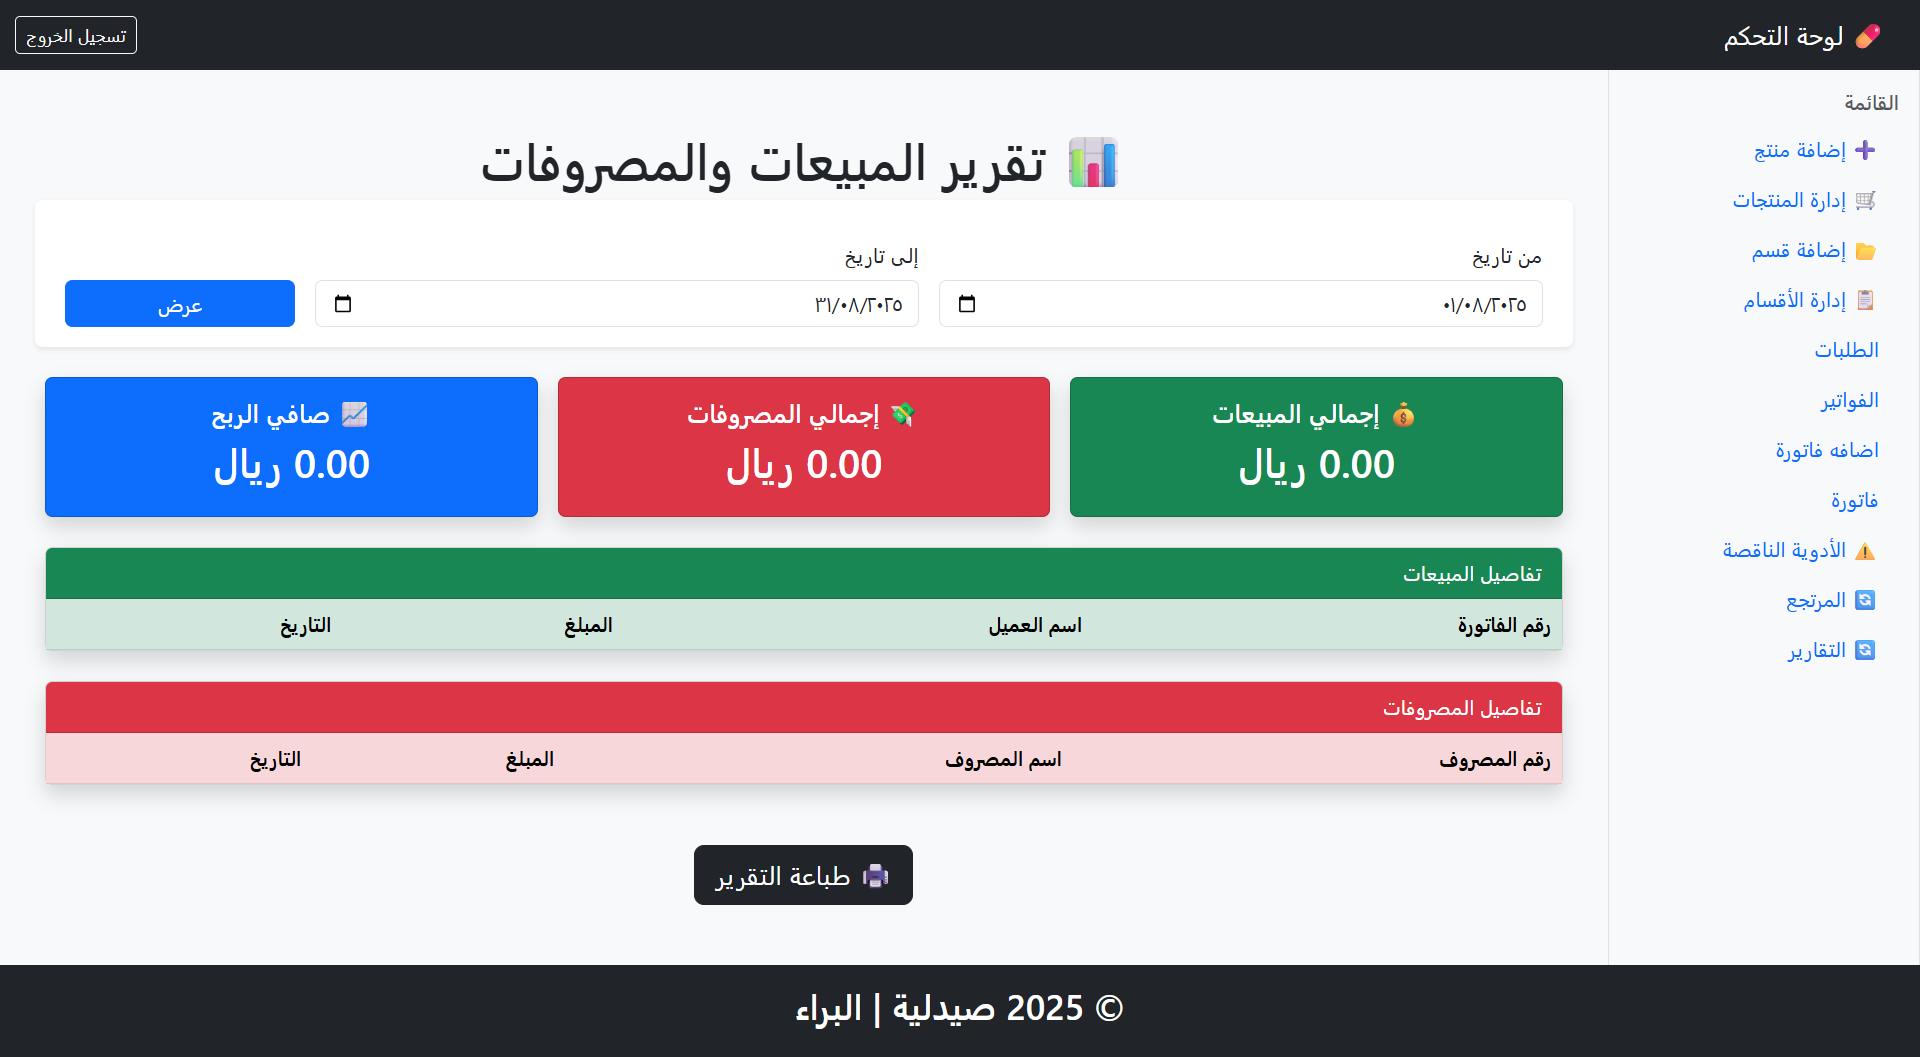 لوحة التحكم
تسجيل الخروج
القائمة
إضافة منتج
إدارة المنتجات
إضافة قسم
إدارة الأقسام
الطلبات
الفواتير
اضافه فاتورة
فاتورة
الأدوية الناقصة
المرتجع
التقارير
تقرير المبيعات والمصروفات
من تاريخ
٠١/٠٨/٢٠٢٥
إلى تاريخ
٣١/٠٨/٢٠٢٥
عرض
إجمالي المبيعات
0.00 ريال
إجمالي المصروفات
0.00 ريال
صافي الربح
0.00 ريال
تفاصيل المبيعات
رقم الفاتورة اسم العميل المبلغ التاريخ
تفاصيل المصروفات
رقم المصروف اسم المصروف المبلغ التاريخ
طباعة التقرير
© 2025 صيدلية | البراء